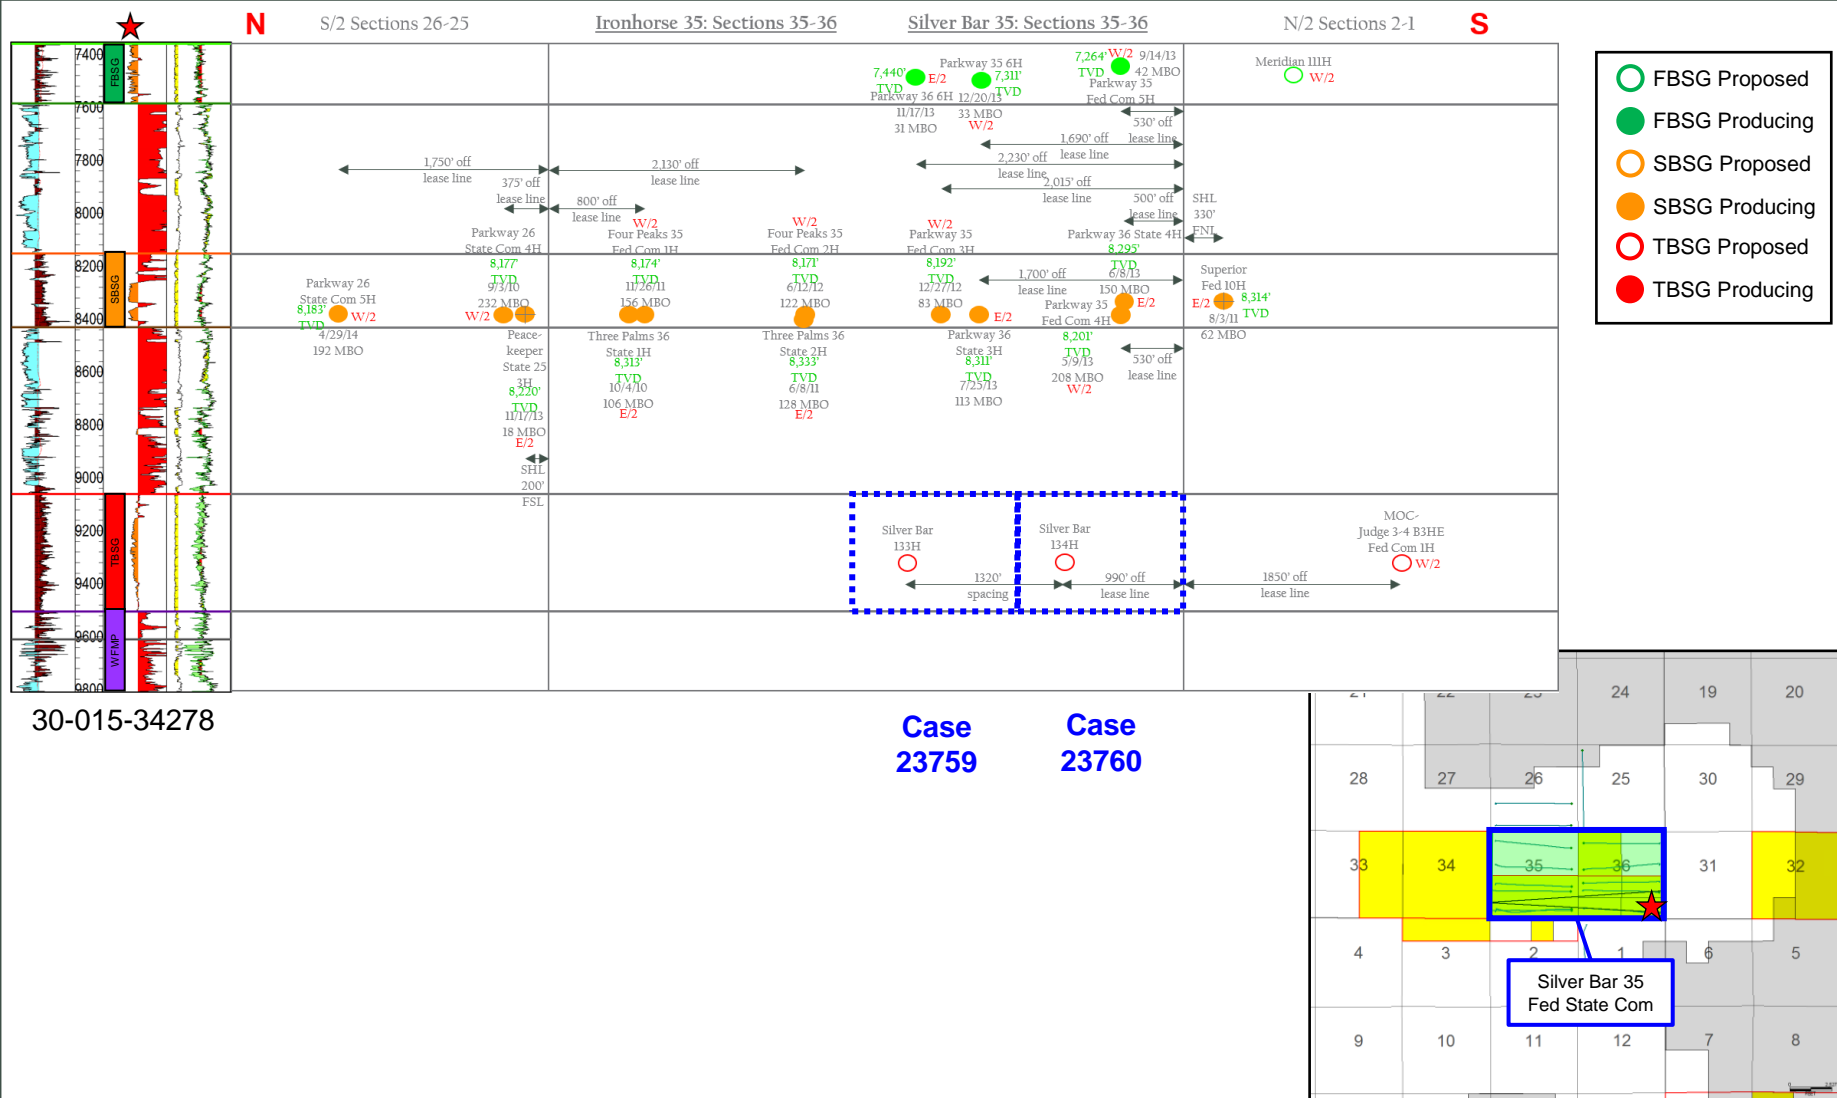 N
S/2 Sections 26-25
Ironhorse 35: Sections 35-36
Silver Bar 35: Sections 35-36
N/2 Sections 2-1
S
7400
7600
7800
8000
8200
8400
8600
8800
9000
9200
9400
9600
9800
FBSG
SBSG
TBSG
WFMP
30-015-34278
7,440'
TVD
E/2
Parkway 36 6H
11/17/13
31 MBO
Parkway 35 6H
7,311'
TVD
12/20/13
33 MBO
W/2
7,264'
TVD
W/2
9/14/13
42 MBO
Parkway 35
Fed Com 5H
Meridian 111H
W/2
530' off
lease line
1,690' off
lease line
2,230' off
lease line
2,015' off
lease line
500' off
lease line
SHL
330'
FNL
1,750' off
lease line
2,130' off
lease line
375' off
lease line
800' off
lease line
Parkway 26
State Com 5H
8,183'
TVD
W/2
4/29/14
192 MBO
Parkway 26
State Com 4H
8,177'
TVD
9/3/10
232 MBO
W/2
Peace-
keeper
State 25
3H
8,220'
TVD
11/17/13
18 MBO
E/2
SHL
200'
FSL
W/2
Four Peaks 35
Fed Com 1H
8,174'
TVD
11/26/11
156 MBO
Three Palms 36
State 1H
8,313'
TVD
10/4/10
106 MBO
E/2
W/2
Four Peaks 35
Fed Com 2H
8,171'
TVD
6/12/12
122 MBO
Three Palms 36
State 2H
8,333'
TVD
6/8/11
128 MBO
E/2
W/2
Parkway 35
Fed Com 3H
8,192'
TVD
12/27/12
83 MBO
E/2
Parkway 36
State 3H
8,311'
TVD
7/25/13
113 MBO
1,700' off
lease line
Parkway 36 State 4H
8,295'
TVD
6/8/13
150 MBO
E/2
Parkway 35
Fed Com 4H
8,201'
TVD
5/9/13
208 MBO
W/2
530' off
lease line
Superior
Fed 10H
E/2
8,314'
TVD
8/3/11
62 MBO
Silver Bar
133H
Silver Bar
134H
1320'
spacing
990' off
lease line
1850' off
lease line
MOC-
Judge 3-4 B3HE
Fed Com 1H
W/2
Case
23759
Case
23760
FBSG Proposed
FBSG Producing
SBSG Proposed
SBSG Producing
TBSG Proposed
TBSG Producing
21 22 23 24 19 20
28 27 26 25 30 29
33 34 35 36 31 32
4 3 2 1 6 5
9 10 11 12 7 8
Silver Bar 35
Fed State Com